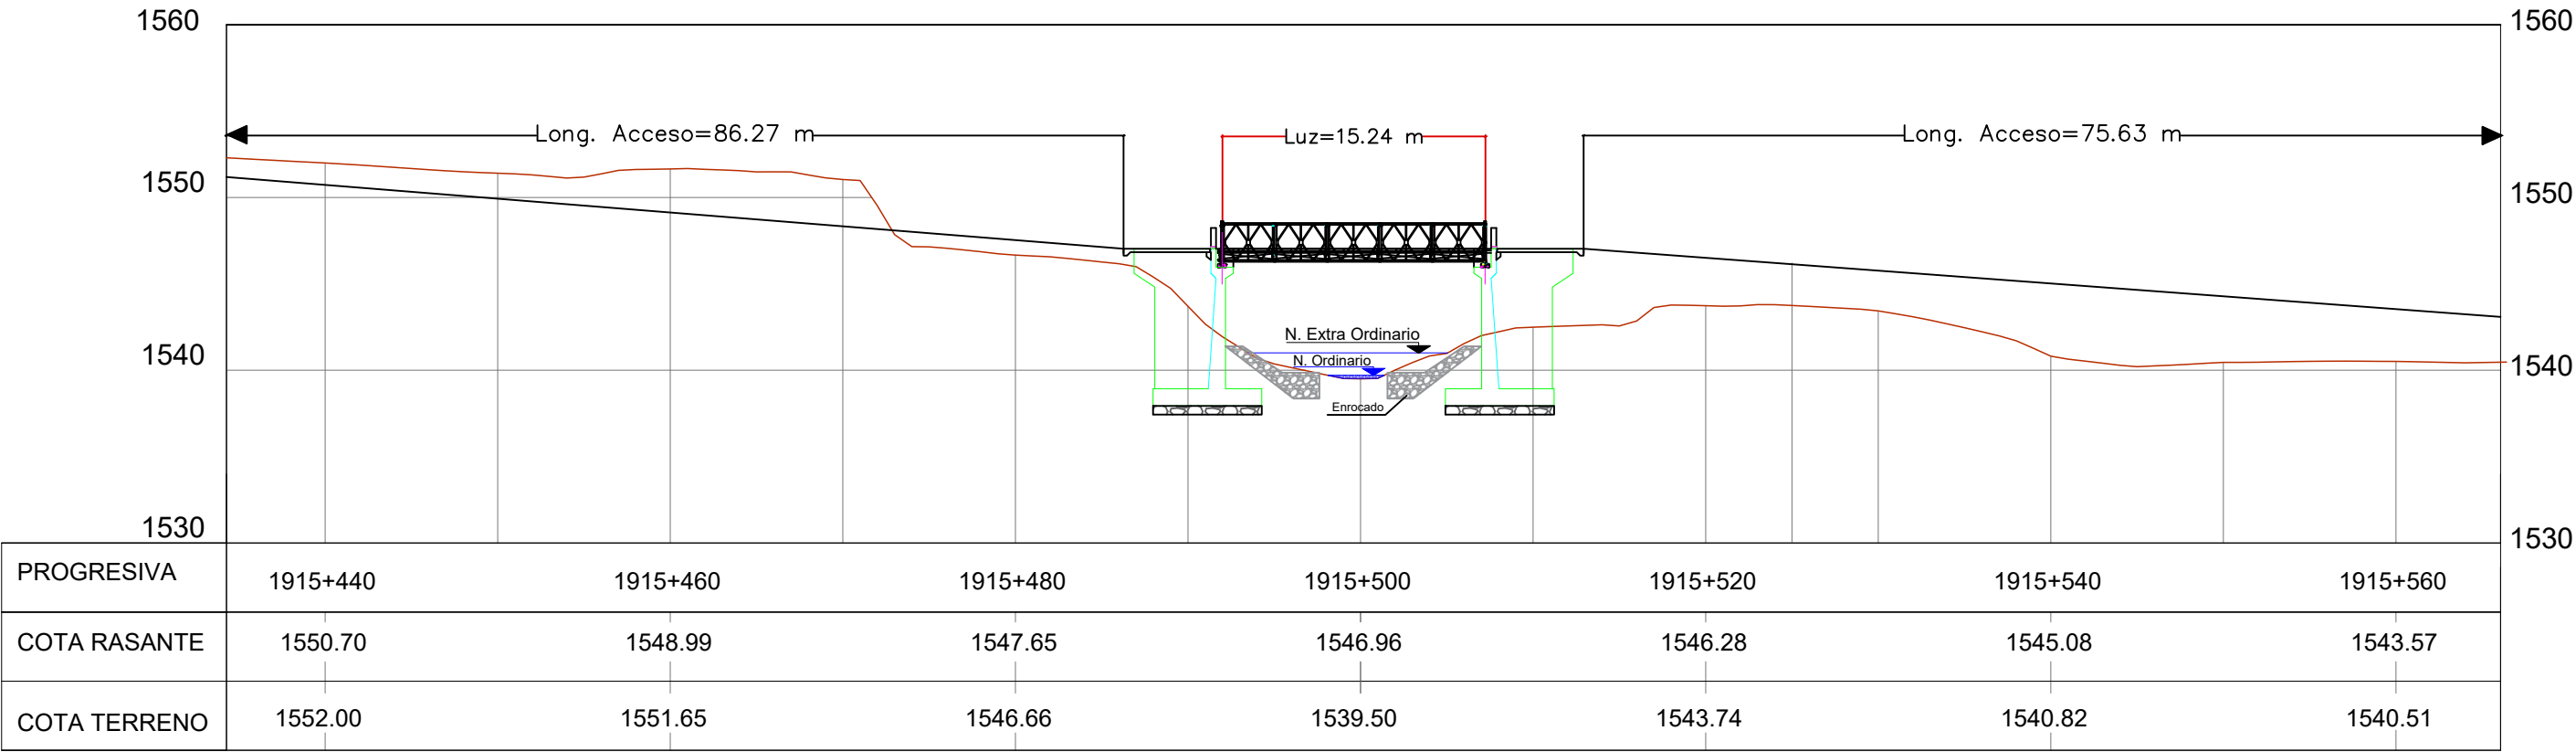 1560
1560
Long. Acceso=86.27 m
Luz=15.24 m
Long. Acceso=75.63 m
1550
1550
N. Extra Ordinario
N. Ordinario
1540
1540
Enrocado
1530
1530
PROGRESIVA 1915+440 1915+460 1915+480 1915+500 1915+520 1915+540 1915+560
COTA RASANTE 1550.70 1548.99 1547.65 1546.96 1546.28 1545.08 1543.57
COTA TERRENO 1552.00 1551.65 1546.66 1539.50 1543.74 1540.82 1540.51